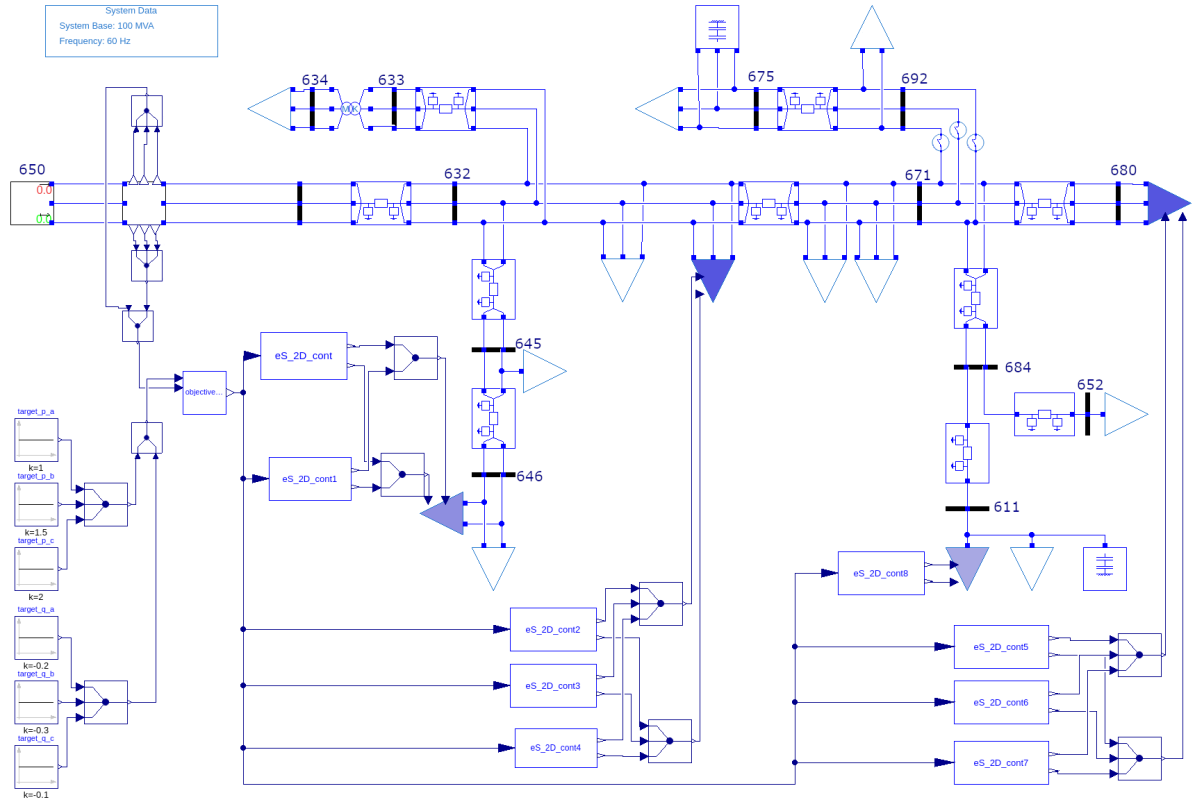 System Data
System Base: 100 MVA
Frequency: 60 Hz
634
633
675
692
650
0.0
0.0
632
671
680
645
684
652
646
611
eS_2D_cont
eS_2D_cont1
objective...
target_p_a
k=1
target_p_b
k=1.5
target_p_c
k=2
target_q_a
k=-0.2
target_q_b
k=-0.3
target_q_c
k=-0.1
eS_2D_cont2
eS_2D_cont3
eS_2D_cont4
eS_2D_cont8
eS_2D_cont5
eS_2D_cont6
eS_2D_cont7